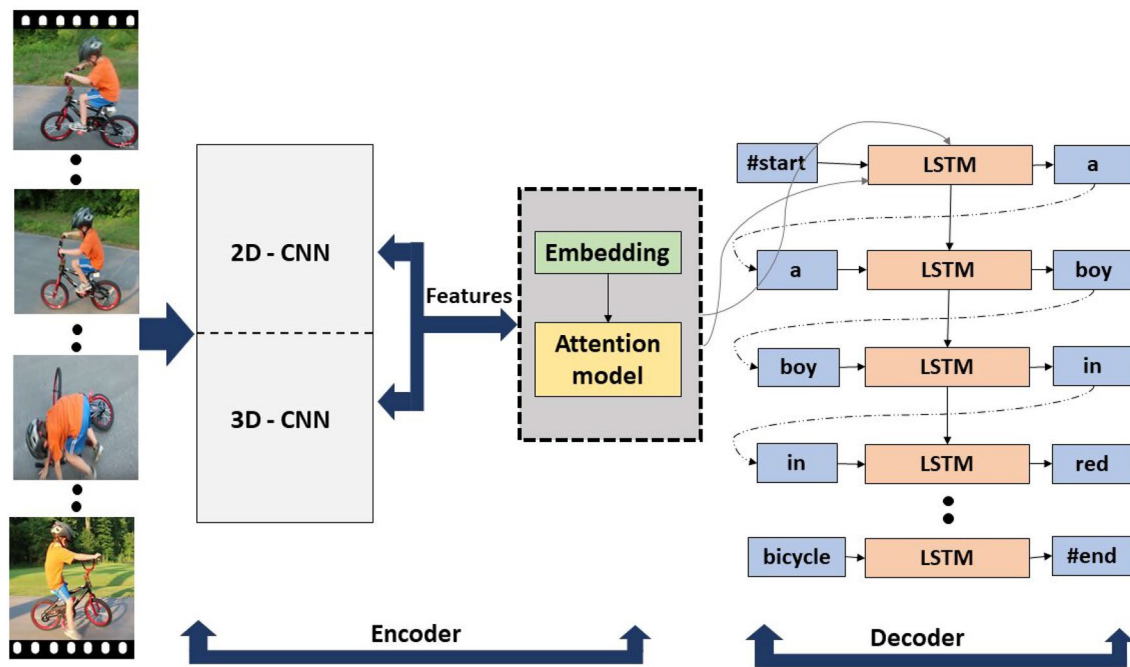 2D - CNN
3D - CNN
Features
Embedding
Attention
model
Encoder
#start
LSTM
a
a
LSTM
boy
boy
LSTM
in
in
LSTM
red
bicycle
LSTM
#end
Decoder